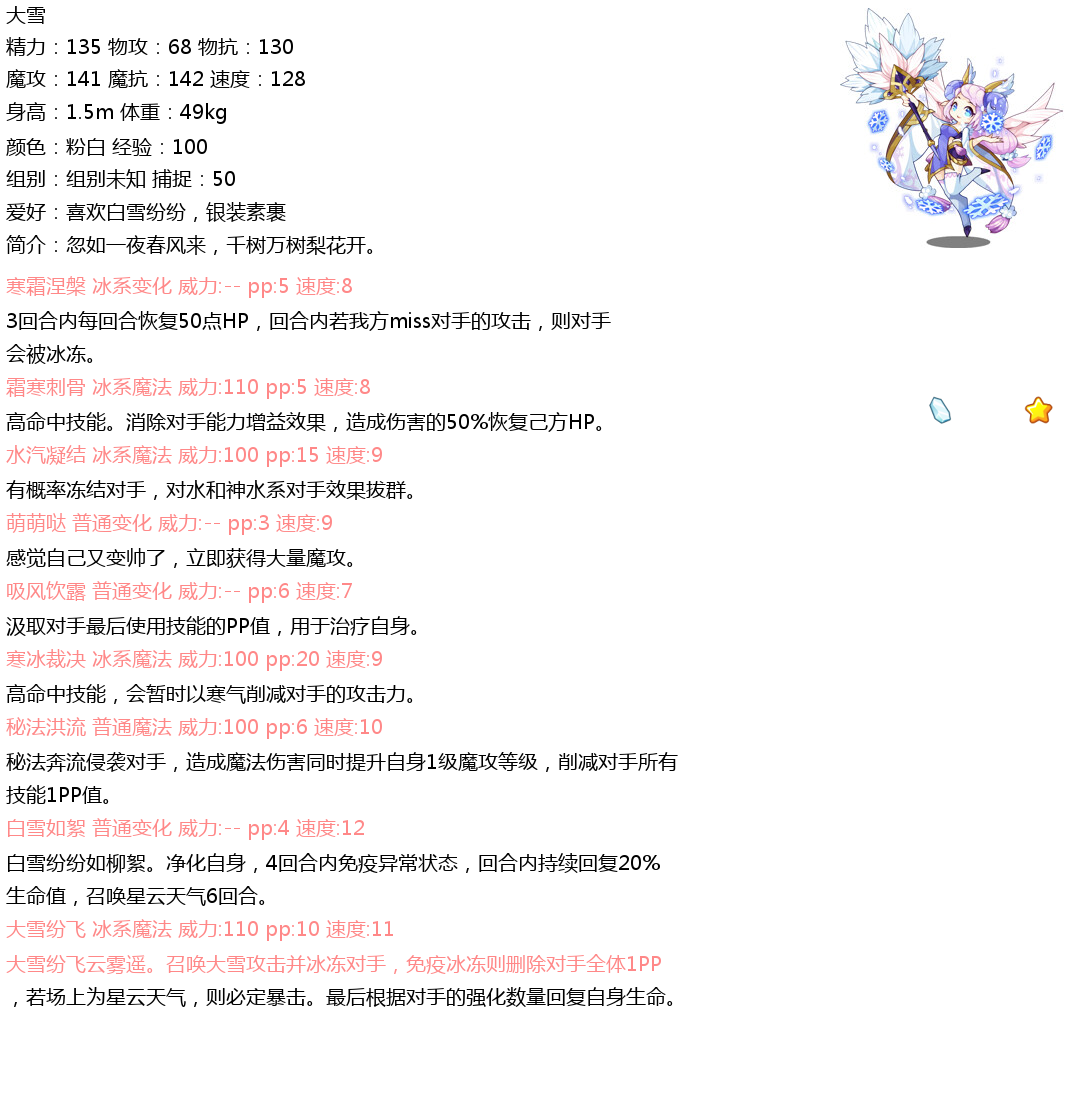 大雪
精力：135 物攻：68 物抗：130
魔攻：141 魔抗：142 速度：128
身高：1.5m 体重：49kg
颜色：粉白 经验：100
组别：组别未知 捕捉：50
爱好：喜欢白雪纷纷，银装素裹
简介：忽如一夜春风来，千树万树梨花开。
寒霜涅槃 冰系变化 威力:-- pp:5 速度:8
3回合内每回合恢复50点HP，回合内若我方miss对手的攻击，则对手
会被冰冻。
霜寒刺骨 冰系魔法 威力:110 pp:5 速度:8
高命中技能。消除对手能力增益效果，造成伤害的50%恢复己方HP。
水汽凝结 冰系魔法 威力:100 pp:15 速度:9
有概率冻结对手，对水和神水系对手效果拔群。
萌萌哒 普通变化 威力:-- pp:3 速度:9
感觉自己又变帅了，立即获得大量魔攻。
吸风饮露 普通变化 威力:-- pp:6 速度:7
汲取对手最后使用技能的PP值，用于治疗自身。
寒冰裁决 冰系魔法 威力:100 pp:20 速度:9
高命中技能，会暂时以寒气削减对手的攻击力。
秘法洪流 普通魔法 威力:100 pp:6 速度:10
秘法奔流侵袭对手，造成魔法伤害同时提升自身1级魔攻等级，削减对手所有
技能1PP值。
白雪如絮 普通变化 威力:-- pp:4 速度:12
白雪纷纷如柳絮。净化自身，4回合内免疫异常状态，回合内持续回复20%
生命值，召唤星云天气6回合。
大雪纷飞 冰系魔法 威力:110 pp:10 速度:11
大雪纷飞云雾遥。召唤大雪攻击并冰冻对手，免疫冰冻则删除对手全体1PP
，若场上为星云天气，则必定暴击。最后根据对手的强化数量回复自身生命。